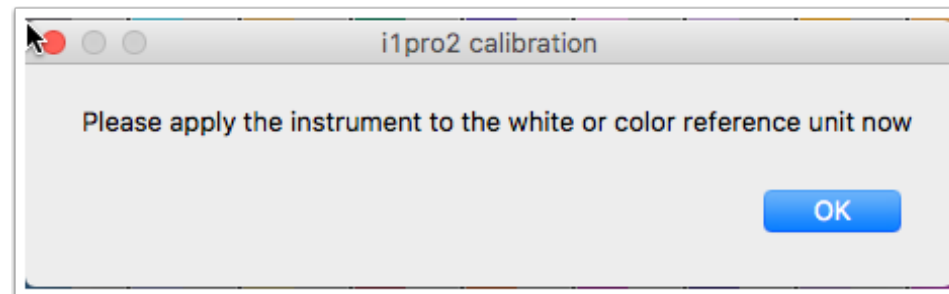 i1pro2 calibration
Please apply the instrument to the white or color reference unit now
OK